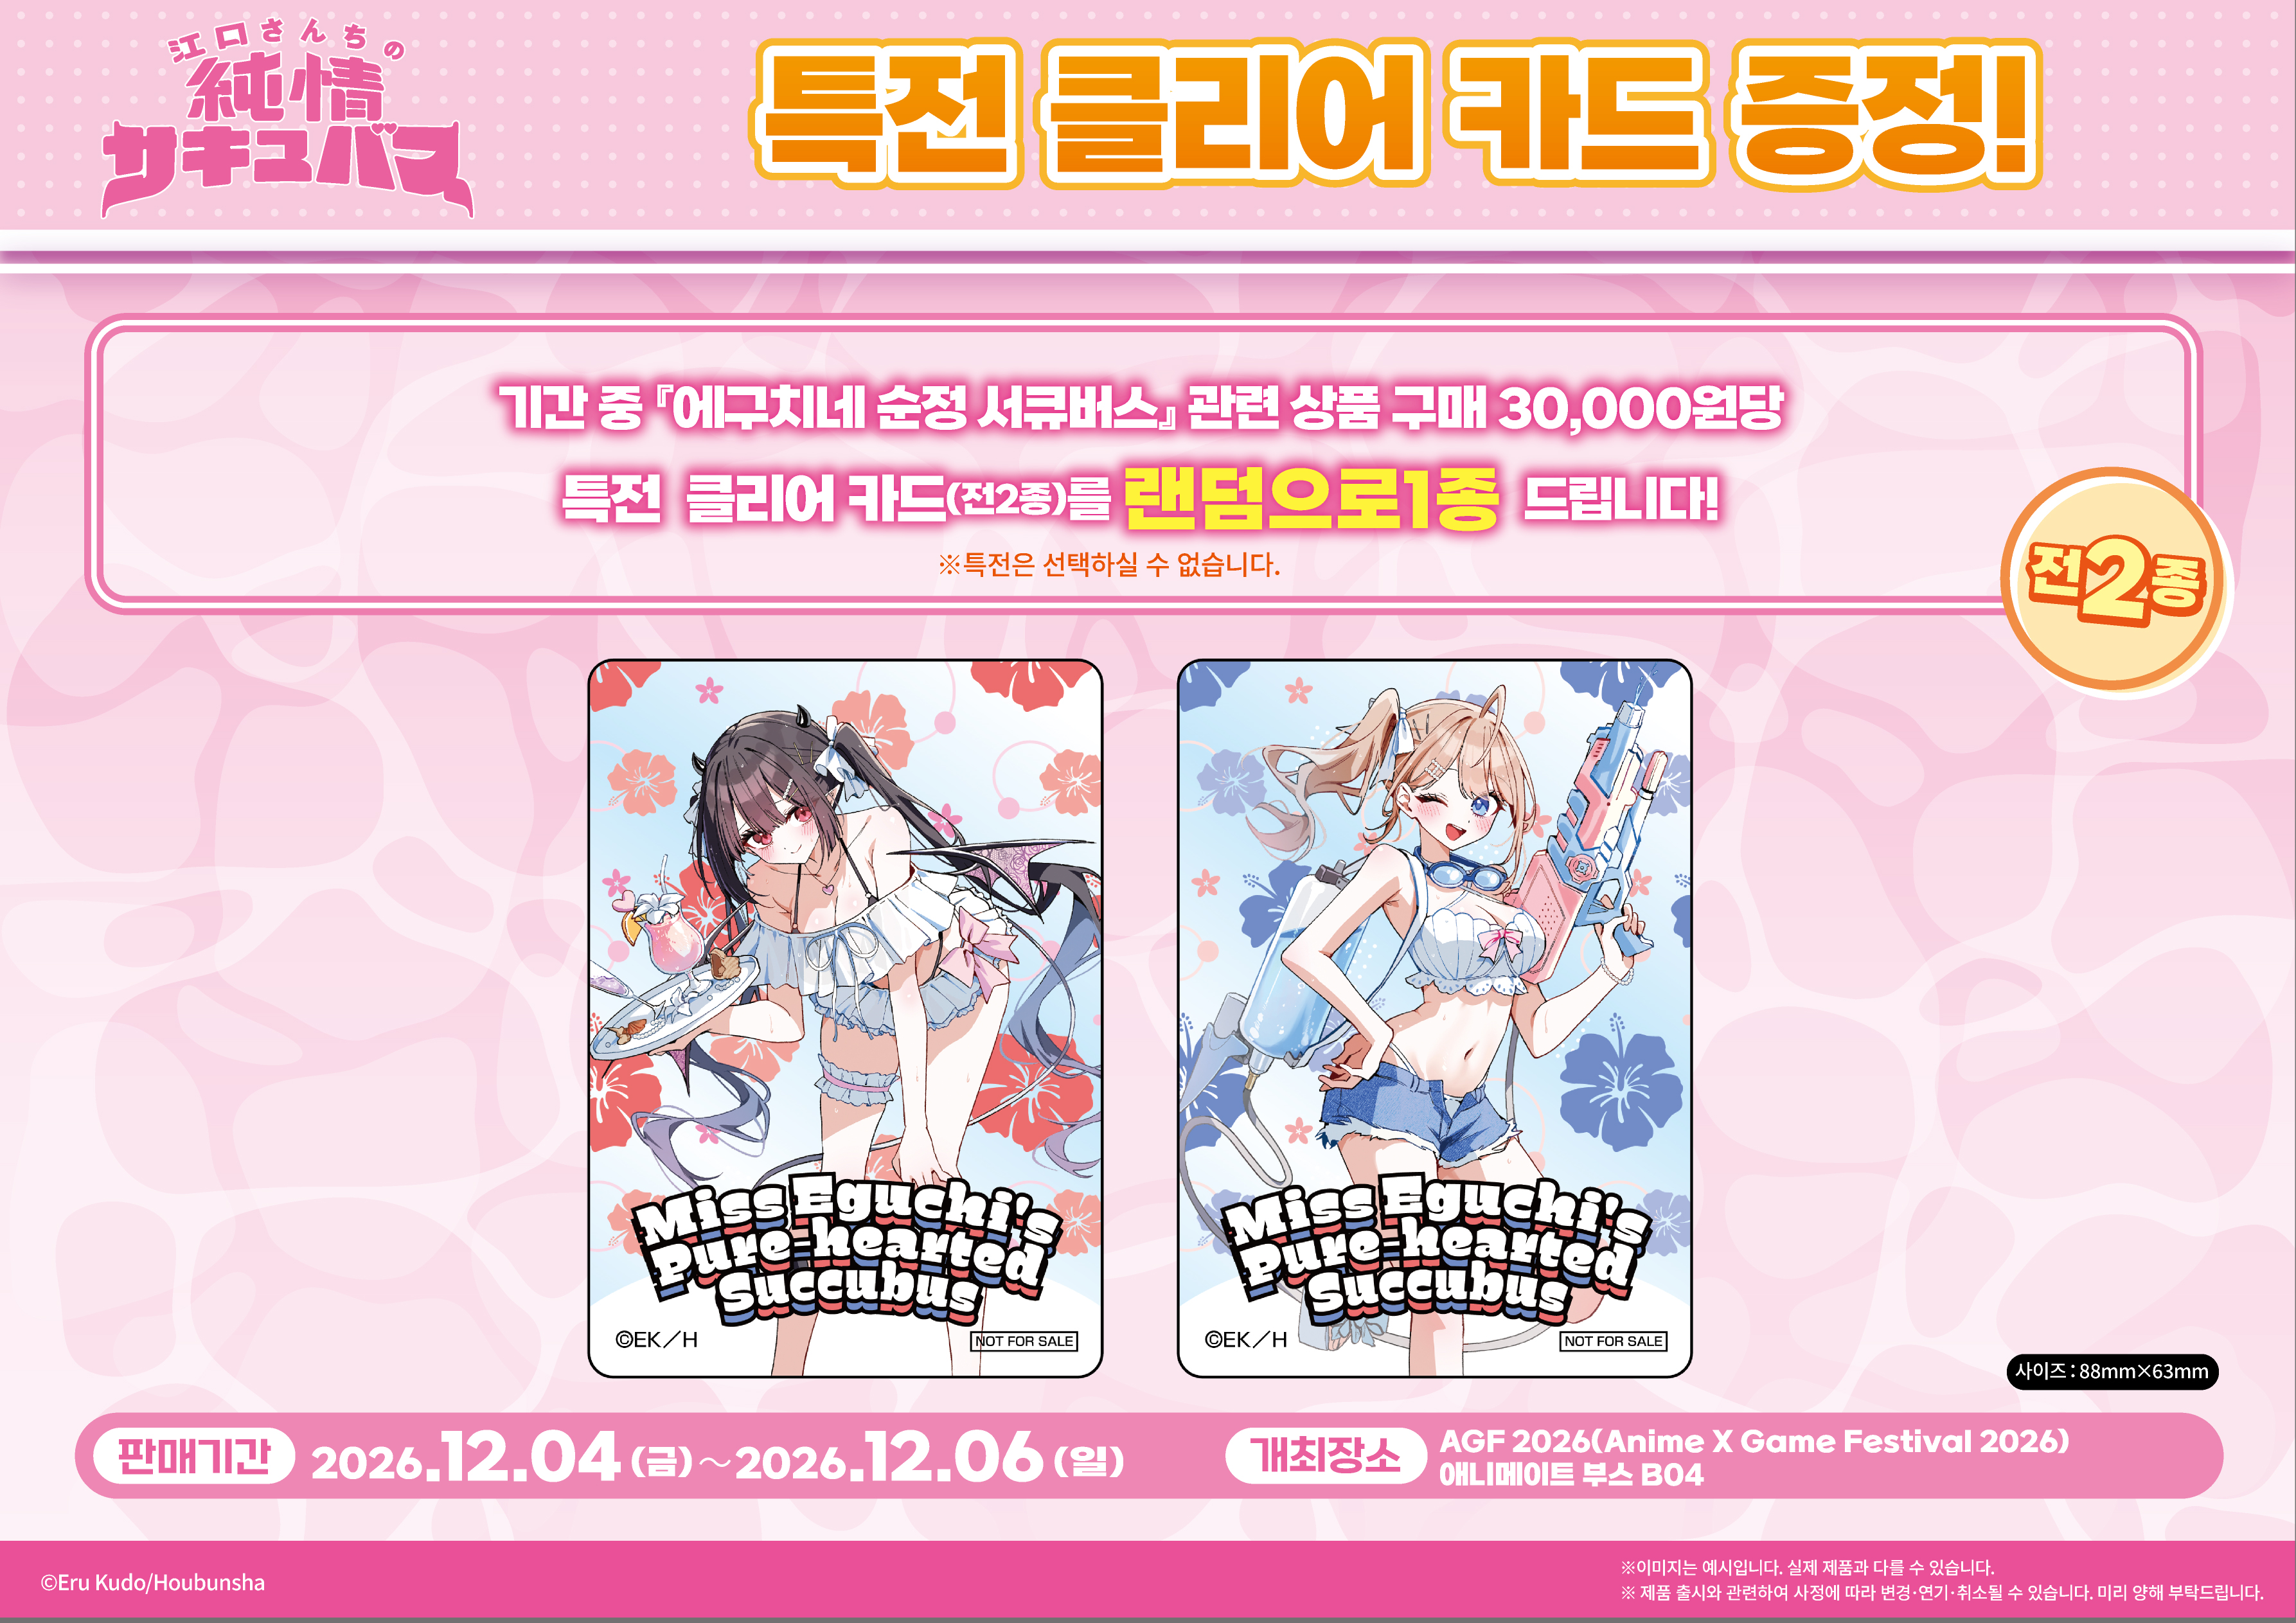 江口さんちの
純情
サキュバス
특전 클리어 카드 증정!
기간 중 『에구치네 순정 서큐버스』 관련 상품 구매 30,000원당
특전 클리어 카드(전2종)를 랜덤으로1종 드립니다!
※특전은 선택하실 수 없습니다.
전2종
Miss Eguchi's
Pure-hearted
Succubus
©EK／H
NOT FOR SALE
Miss Eguchi's
Pure-hearted
Succubus
©EK／H
NOT FOR SALE
사이즈 : 88mm×63mm
판매기간 2026.12.04 (금) ～2026.12.06 (일)
개최장소 AGF 2026(Anime X Game Festival 2026)
애니메이트 부스 B04
©Eru Kudo/Houbunsha
※이미지는 예시입니다. 실제 제품과 다를 수 있습니다.
※ 제품 출시와 관련하여 사정에 따라 변경·연기·취소될 수 있습니다. 미리 양해 부탁드립니다.